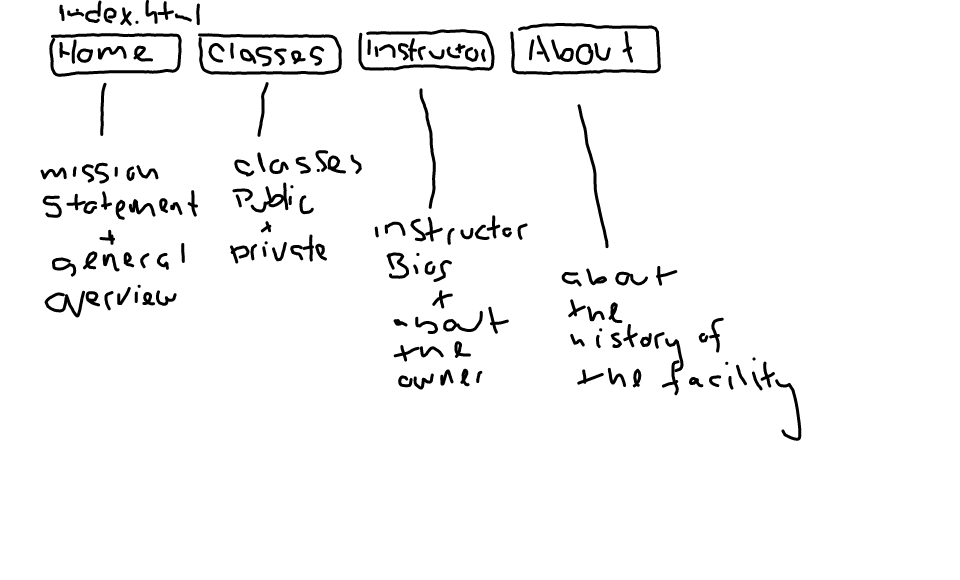 index.html
Home
Classes
Instructor
About
mission
Statement
+
general
overview
classes
Public
+
private
instructor
Bios
+
about
the
owner
about
the
history of
the facility